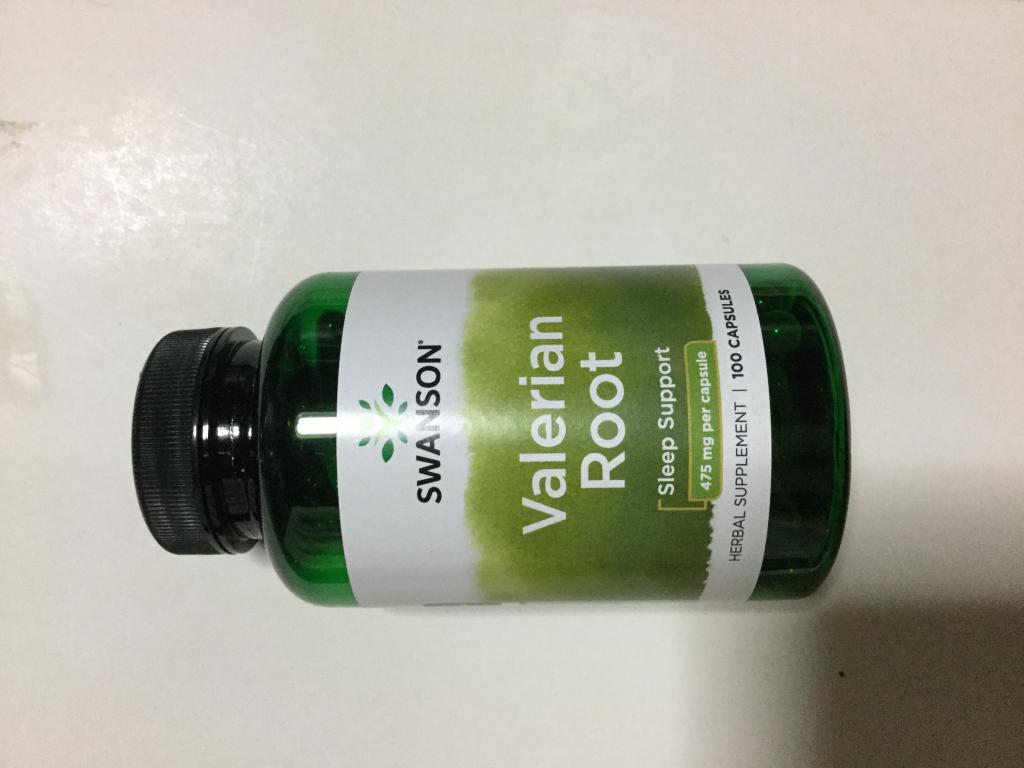 SWANSON®
Valerian
Root
Sleep Support
475 mg per capsule
HERBAL SUPPLEMENT | 100 CAPSULES